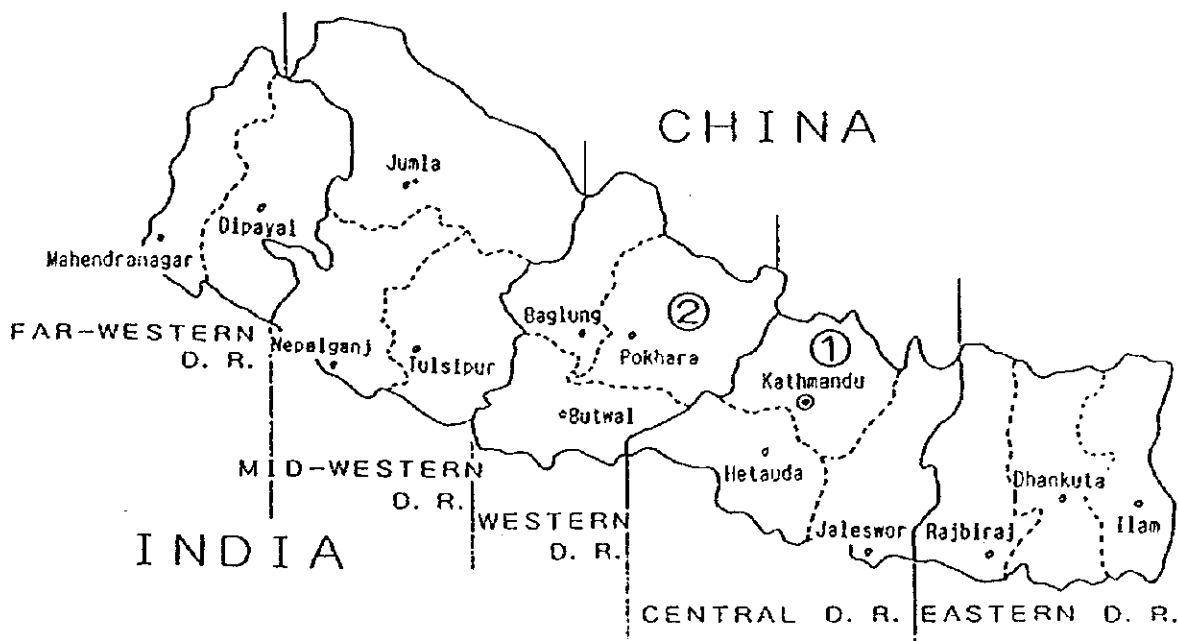 CHINA
Jumla
Dipayal
Mahendranagar
Baglung
②
Pokhara
①
Kathmandu
FAR-WESTERN
D. R.
Nepalganj
Tulsipur
Butwal
MID-WESTERN
D. R.
Hetauda
Dhankuta
WESTERN
D. R.
Jaleswor
Rajbiraj
Ilam
INDIA
CENTRAL D. R.
EASTERN D. R.